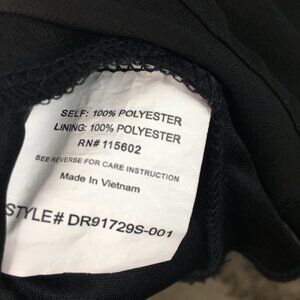 SELF: 100% POLYESTER
LINING: 100% POLYESTER
RN# 115602
SEE REVERSE FOR CARE INSTRUCTION
Made In Vietnam
STYLE# DR91729S-001